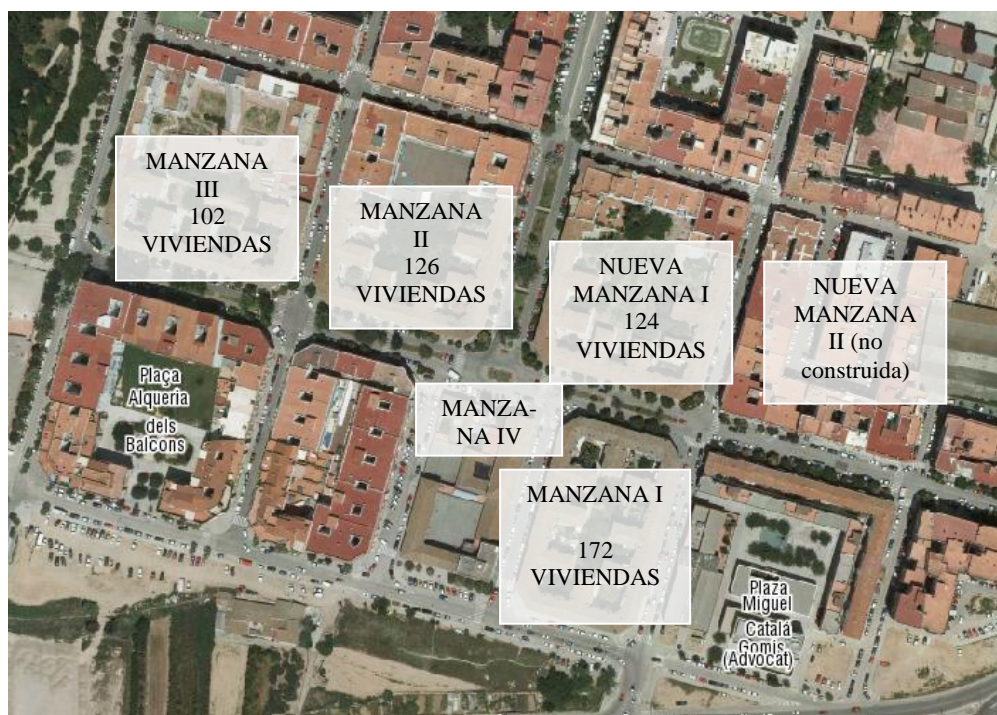 MANZANA
III
102
VIVIENDAS
MANZANA
II
126
VIVIENDAS
NUEVA
MANZANA I
124
VIVIENDAS
NUEVA
MANZANA
II (no
construida)
Plaça
Alqueria
dels
Balcons
MANZA-
NA IV
MANZANA I
172
VIVIENDAS
Plaza
Miguel
Catalá
Gomis
(Advocat)